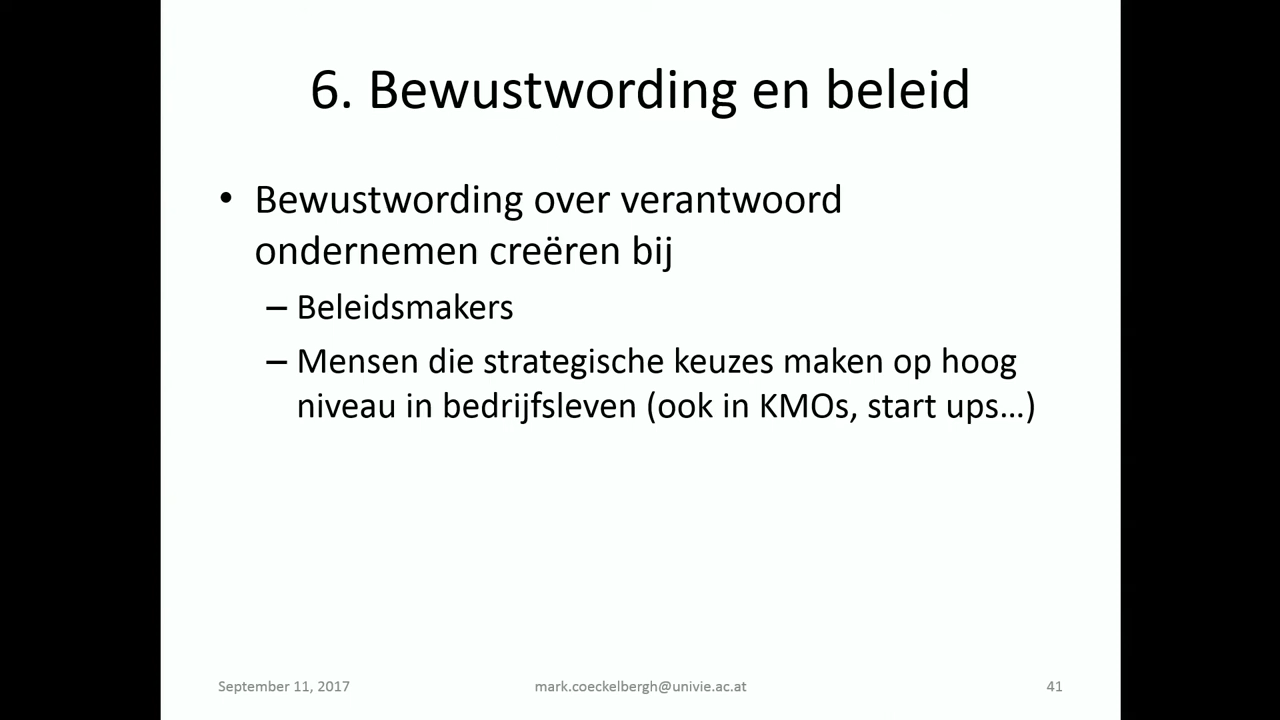 6. Bewustwording en beleid
• Bewustwording over verantwoord
ondernemen creëren bij
– Beleidsmakers
– Mensen die strategische keuzes maken op hoog
niveau in bedrijfsleven (ook in KMOs, start ups…)
September 11, 2017
mark.coeckelbergh@univie.ac.at
41